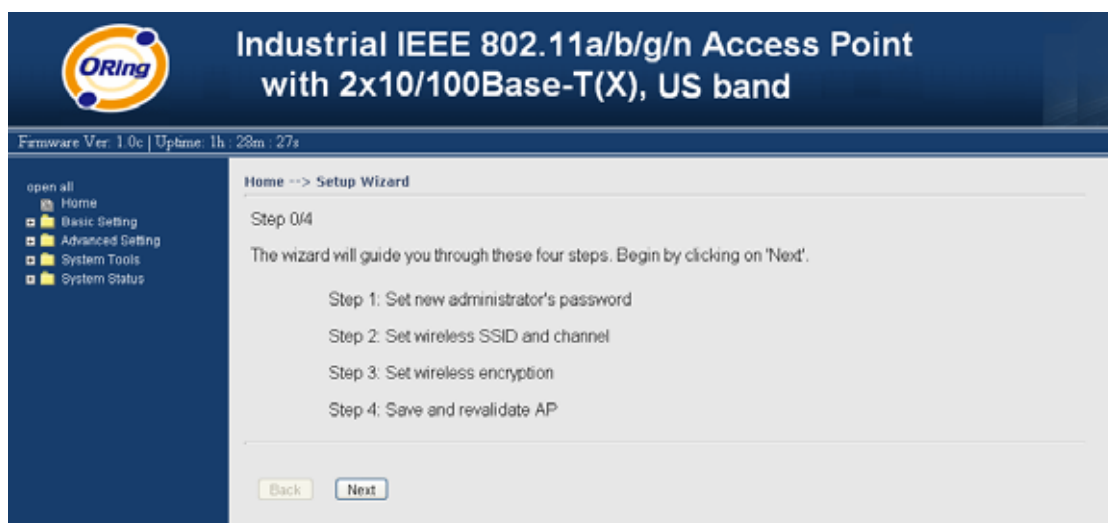 ORing
Industrial IEEE 802.11a/b/g/n Access Point
with 2x10/100Base-T(X), US band
Firmware Ver: 1.0c | Uptime: 1h : 28m : 27s
open all
Home
Basic Setting
Advanced Setting
System Tools
System Status
Home --> Setup Wizard
Step 0/4
The wizard will guide you through these four steps. Begin by clicking on 'Next'.
Step 1: Set new administrator's password
Step 2: Set wireless SSID and channel
Step 3: Set wireless encryption
Step 4: Save and revalidate AP
Back
Next